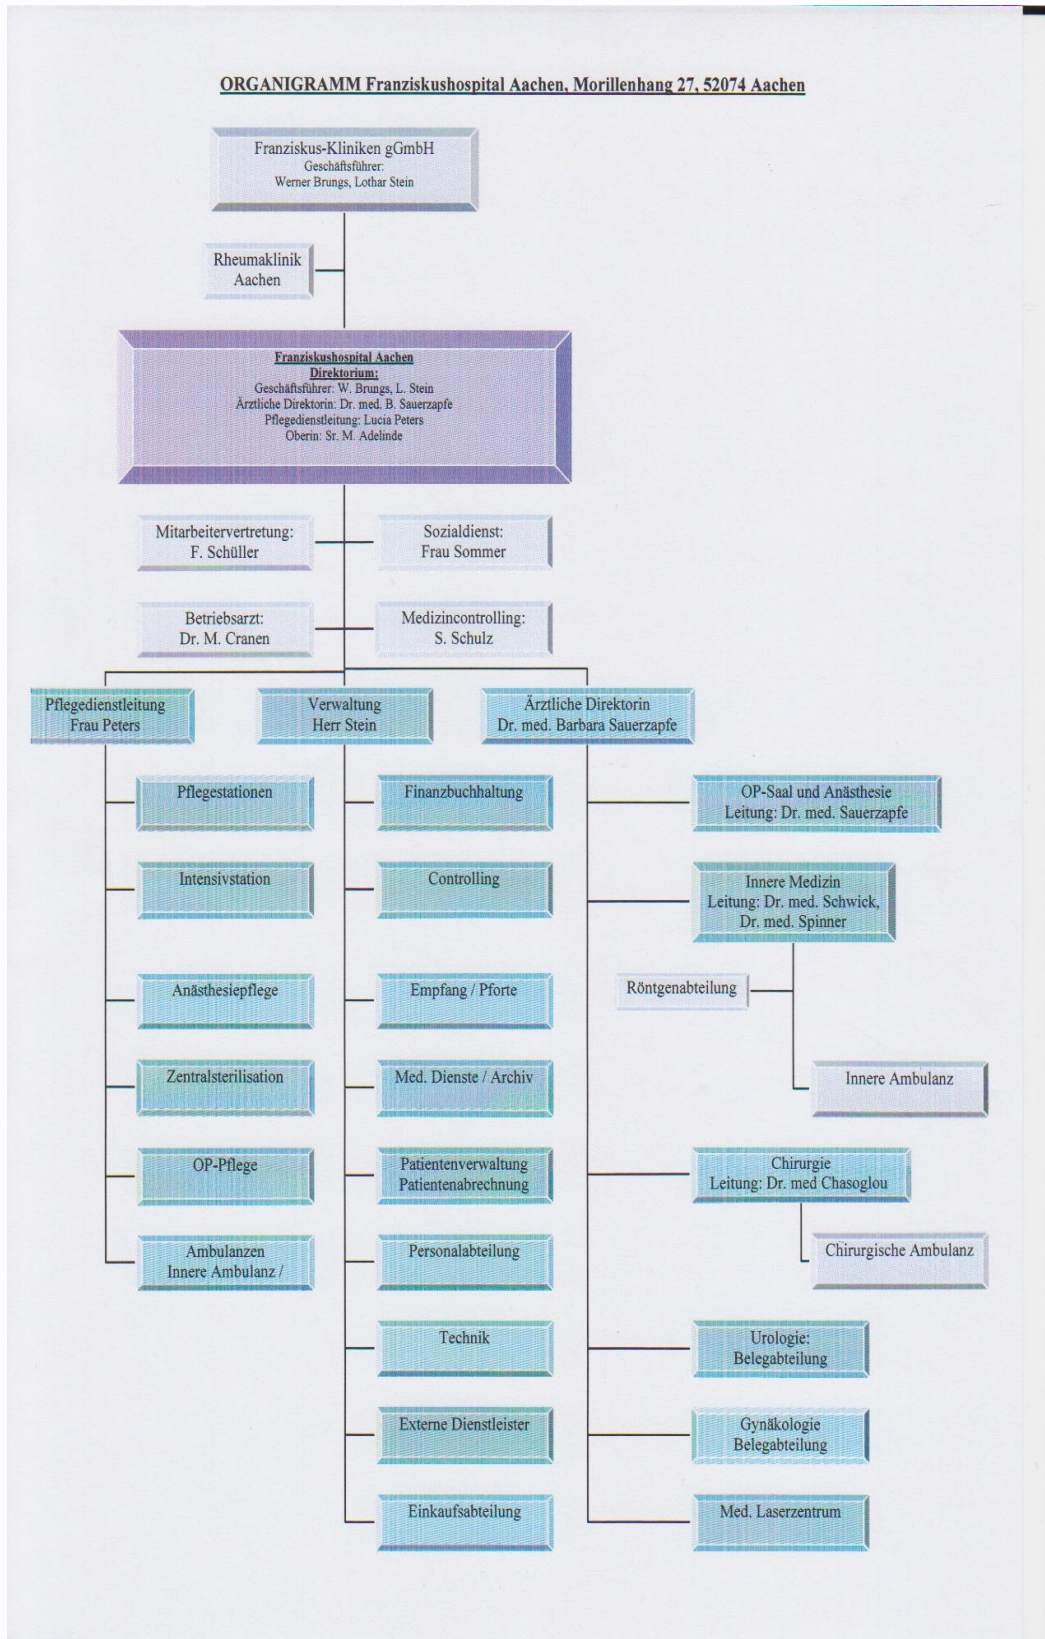 ORGANIGRAMM Franziskushospital Aachen, Morillenhang 27, 52074 Aachen
Franziskus-Kliniken gGmbH
Geschäftsführer:
Werner Brungs, Lothar Stein
Rheumaklinik
Aachen
Franziskushospital Aachen
Direktorium:
Geschäftsführer: W. Brungs, L. Stein
Ärztliche Direktorin: Dr. med. B. Sauerzapfe
Pflegedienstleitung: Lucia Peters
Oberin: Sr. M. Adelinde
Mitarbeitervertretung:
F. Schüller
Sozialdienst:
Frau Sommer
Betriebsarzt:
Dr. M. Cranen
Medizincontrolling:
S. Schulz
Pflegedienstleitung
Frau Peters
Verwaltung
Herr Stein
Ärztliche Direktorin
Dr. med. Barbara Sauerzapfe
Pflegestationen
Intensivstation
Anästhesiepflege
Zentralsterilisation
OP-Pflege
Ambulanzen
Innere Ambulanz /
Finanzbuchhaltung
Controlling
Empfang / Pforte
Med. Dienste / Archiv
Patientenverwaltung
Patientenabrechnung
Personalabteilung
Technik
Externe Dienstleister
Einkaufsabteilung
OP-Saal und Anästhesie
Leitung: Dr. med. Sauerzapfe
Innere Medizin
Leitung: Dr. med. Schwick,
Dr. med. Spinner
Röntgenabteilung
Innere Ambulanz
Chirurgie
Leitung: Dr. med Chasoglou
Chirurgische Ambulanz
Urologie:
Belegabteilung
Gynäkologie
Belegabteilung
Med. Laserzentrum